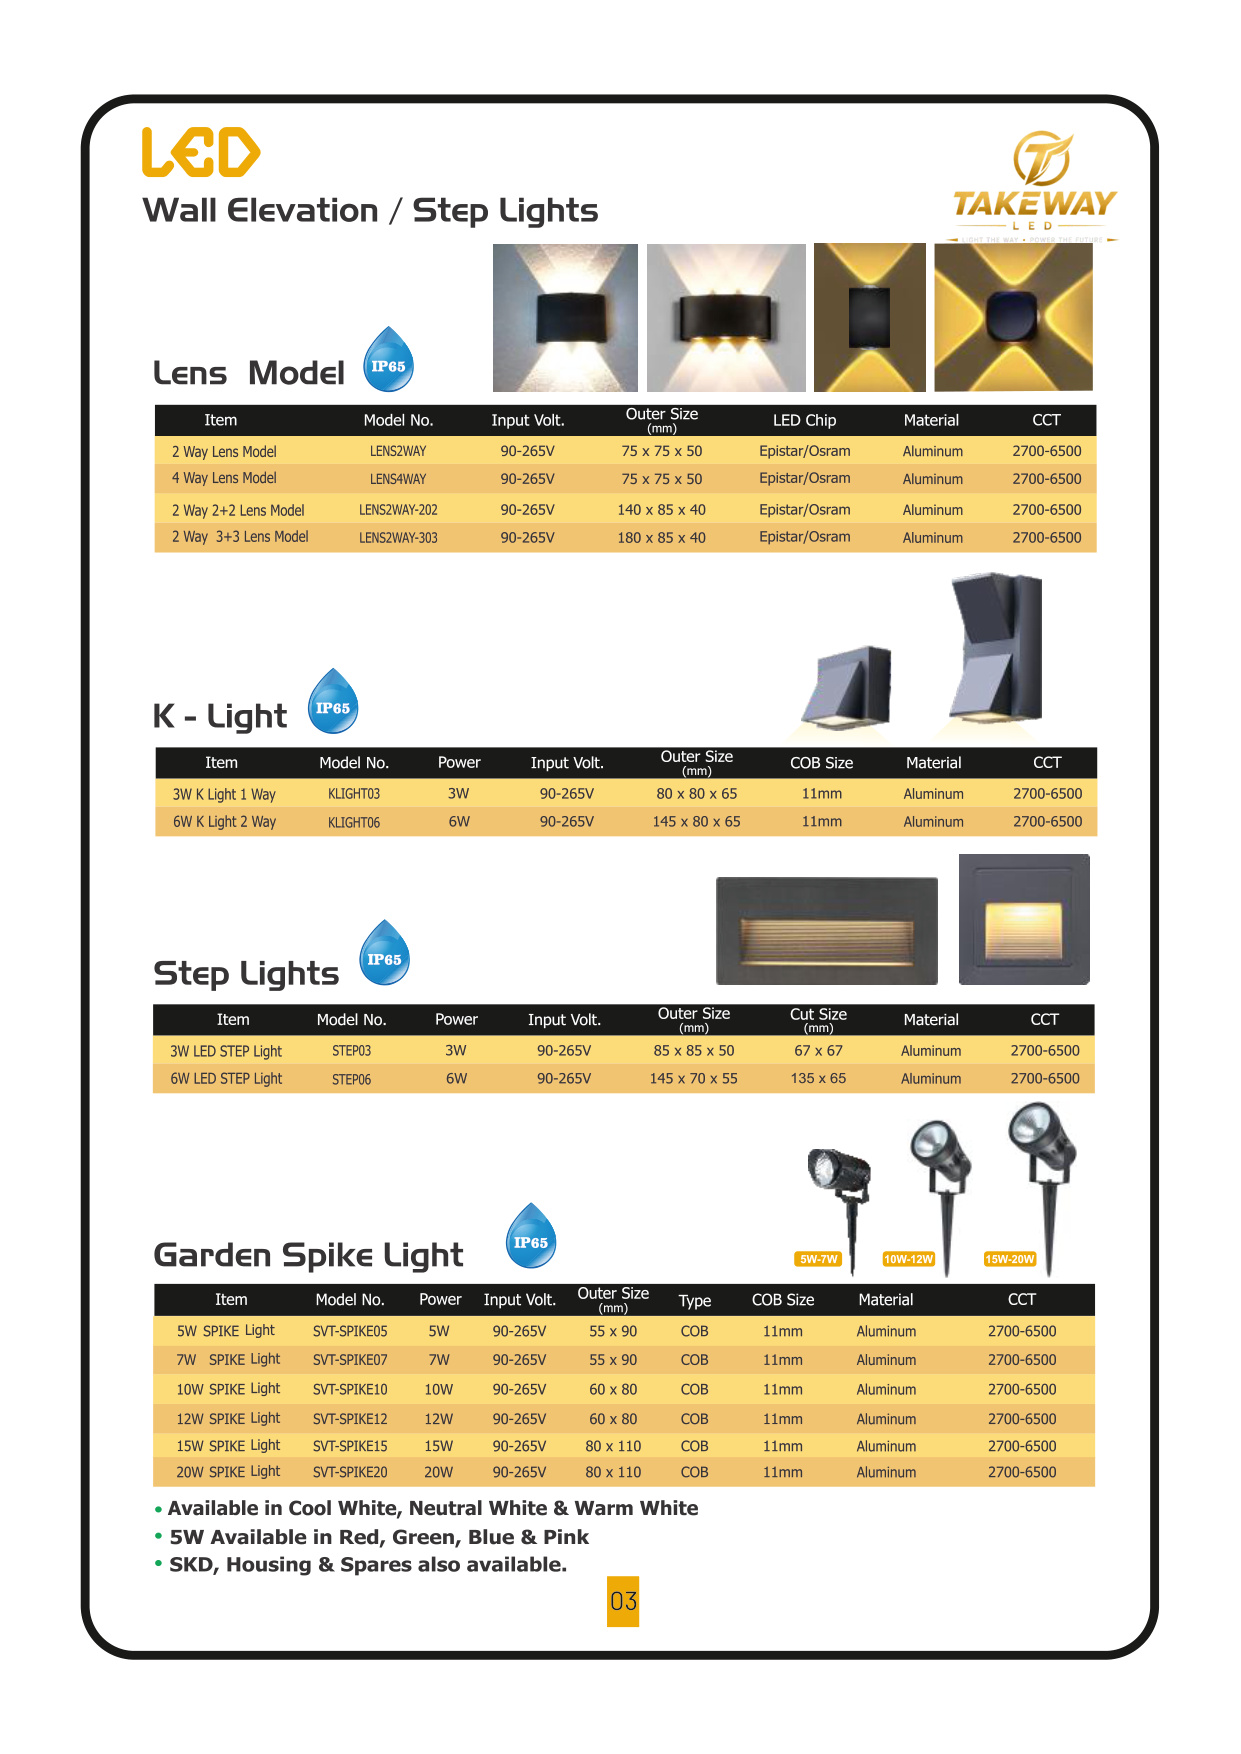 LED
Wall Elevation / Step Lights
TAKEWAY
LED
LIGHT THE WAY • POWER THE FUTURE
Lens Model IP65
Item Model No. Input Volt. Outer Size (mm) LED Chip Material CCT
2 Way Lens Model LENS2WAY 90-265V 75 x 75 x 50 Epistar/Osram Aluminum 2700-6500
4 Way Lens Model LENS4WAY 90-265V 75 x 75 x 50 Epistar/Osram Aluminum 2700-6500
2 Way 2+2 Lens Model LENS2WAY-202 90-265V 140 x 85 x 40 Epistar/Osram Aluminum 2700-6500
2 Way 3+3 Lens Model LENS2WAY-303 90-265V 180 x 85 x 40 Epistar/Osram Aluminum 2700-6500
K - Light IP65
Item Model No. Power Input Volt. Outer Size (mm) COB Size Material CCT
3W K Light 1 Way KLIGHT03 3W 90-265V 80 x 80 x 65 11mm Aluminum 2700-6500
6W K Light 2 Way KLIGHT06 6W 90-265V 145 x 80 x 65 11mm Aluminum 2700-6500
Step Lights IP65
Item Model No. Power Input Volt. Outer Size (mm) Cut Size (mm) Material CCT
3W LED STEP Light STEP03 3W 90-265V 85 x 85 x 50 67 x 67 Aluminum 2700-6500
6W LED STEP Light STEP06 6W 90-265V 145 x 70 x 55 135 x 65 Aluminum 2700-6500
Garden Spike Light IP65
5W-7W 10W-12W 15W-20W
Item Model No. Power Input Volt. Outer Size (mm) Type COB Size Material CCT
5W SPIKE Light SVT-SPIKE05 5W 90-265V 55 x 90 COB 11mm Aluminum 2700-6500
7W SPIKE Light SVT-SPIKE07 7W 90-265V 55 x 90 COB 11mm Aluminum 2700-6500
10W SPIKE Light SVT-SPIKE10 10W 90-265V 60 x 80 COB 11mm Aluminum 2700-6500
12W SPIKE Light SVT-SPIKE12 12W 90-265V 60 x 80 COB 11mm Aluminum 2700-6500
15W SPIKE Light SVT-SPIKE15 15W 90-265V 80 x 110 COB 11mm Aluminum 2700-6500
20W SPIKE Light SVT-SPIKE20 20W 90-265V 80 x 110 COB 11mm Aluminum 2700-6500
• Available in Cool White, Neutral White & Warm White
• 5W Available in Red, Green, Blue & Pink
• SKD, Housing & Spares also available.
03